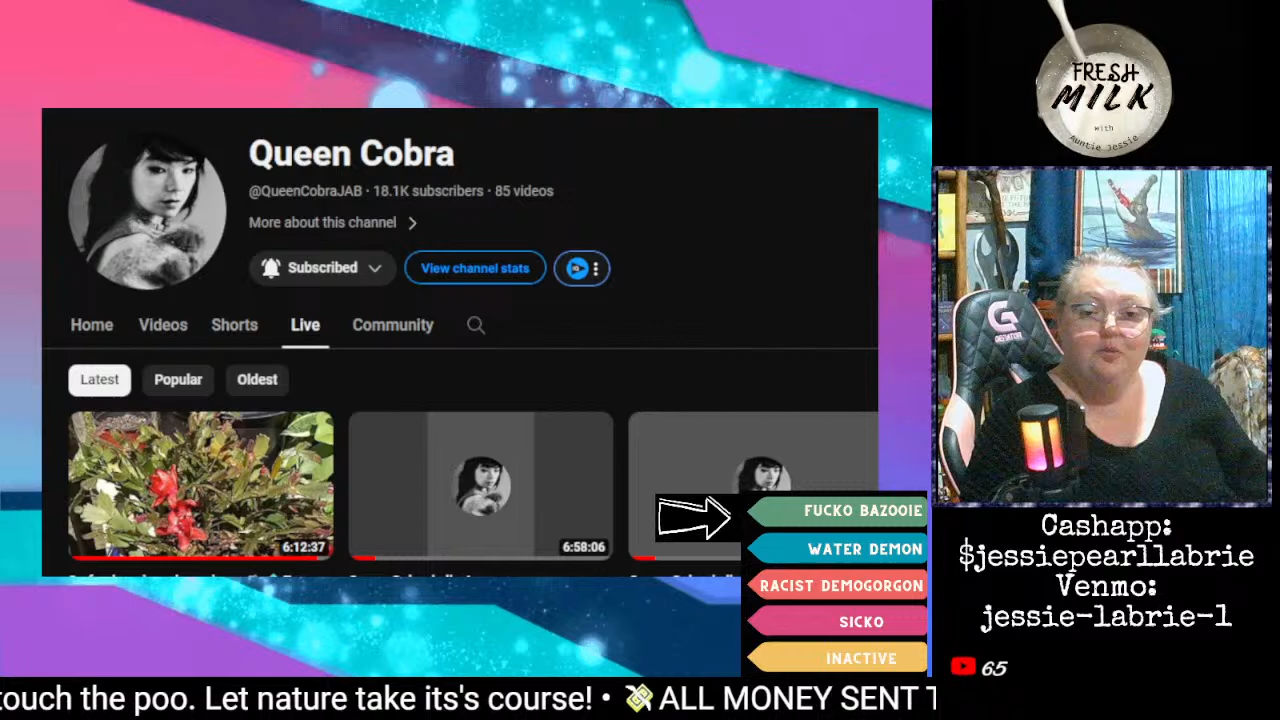 Queen Cobra
@QueenCobraJAB · 18.1K subscribers · 85 videos
More about this channel
Subscribed
View channel stats
Home Videos Shorts Live Community
Latest Popular Oldest
6:12:37
6:58:06
FUCKO BAZOOIE
WATER DEMON
RACIST DEMOGORGON
SICKO
INACTIVE
touch the poo. Let nature take its's course! • 💸 ALL MONEY SENT T
FRESH
MILK
with
Auntie Jessie
Cashapp:
$jessiepearllabrie
Venmo:
jessie-labrie-1
65